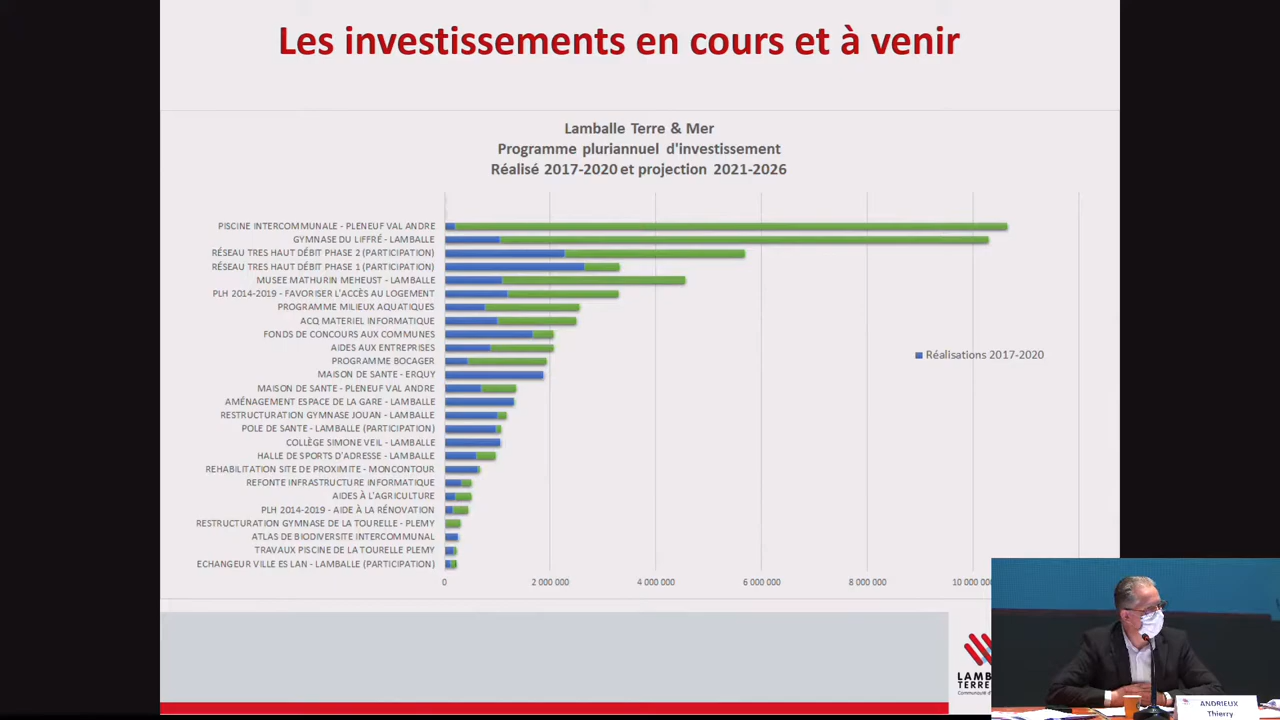 Les investissements en cours et à venir
Lamballe Terre & Mer
Programme pluriannuel d'investissement
Réalisé 2017-2020 et projection 2021-2026
PISCINE INTERCOMMUNALE - PLENEUF VAL ANDRE
GYMNASE DU LIFFRÉ - LAMBALLE
RÉSEAU TRES HAUT DÉBIT PHASE 2 (PARTICIPATION)
RÉSEAU TRES HAUT DÉBIT PHASE 1 (PARTICIPATION)
MUSEE MATHURIN MEHEUST - LAMBALLE
PLH 2014-2019 - FAVORISER L'ACCÈS AU LOGEMENT
PROGRAMME MILIEUX AQUATIQUES
ACQ MATERIEL INFORMATIQUE
FONDS DE CONCOURS AUX COMMUNES
AIDES AUX ENTREPRISES
Réalisations 2017-2020
PROGRAMME BOCAGER
MAISON DE SANTE - ERQUY
MAISON DE SANTE - PLENEUF VAL ANDRE
AMÉNAGEMENT ESPACE DE LA GARE - LAMBALLE
RESTRUCTURATION GYMNASE JOUAN - LAMBALLE
POLE DE SANTE - LAMBALLE (PARTICIPATION)
COLLÈGE SIMONE VEIL - LAMBALLE
HALLE DE SPORTS D'ADRESSE - LAMBALLE
REHABILITATION SITE DE PROXIMITE - MONCONTOUR
REFONTE INFRASTRUCTURE INFORMATIQUE
AIDES À L'AGRICULTURE
PLH 2014-2019 - AIDE À LA RÉNOVATION
RESTRUCTURATION GYMNASE DE LA TOURELLE - PLEMY
ATLAS DE BIODIVERSITE INTERCOMMUNAL
TRAVAUX PISCINE DE LA TOURELLE PLEMY
ECHANGEUR VILLE ES LAN - LAMBALLE (PARTICIPATION)
0 2 000 000 4 000 000 6 000 000 8 000 000 10 000
LAMB
TERRE
Communauté d'
ANDRIEUX
Thierry